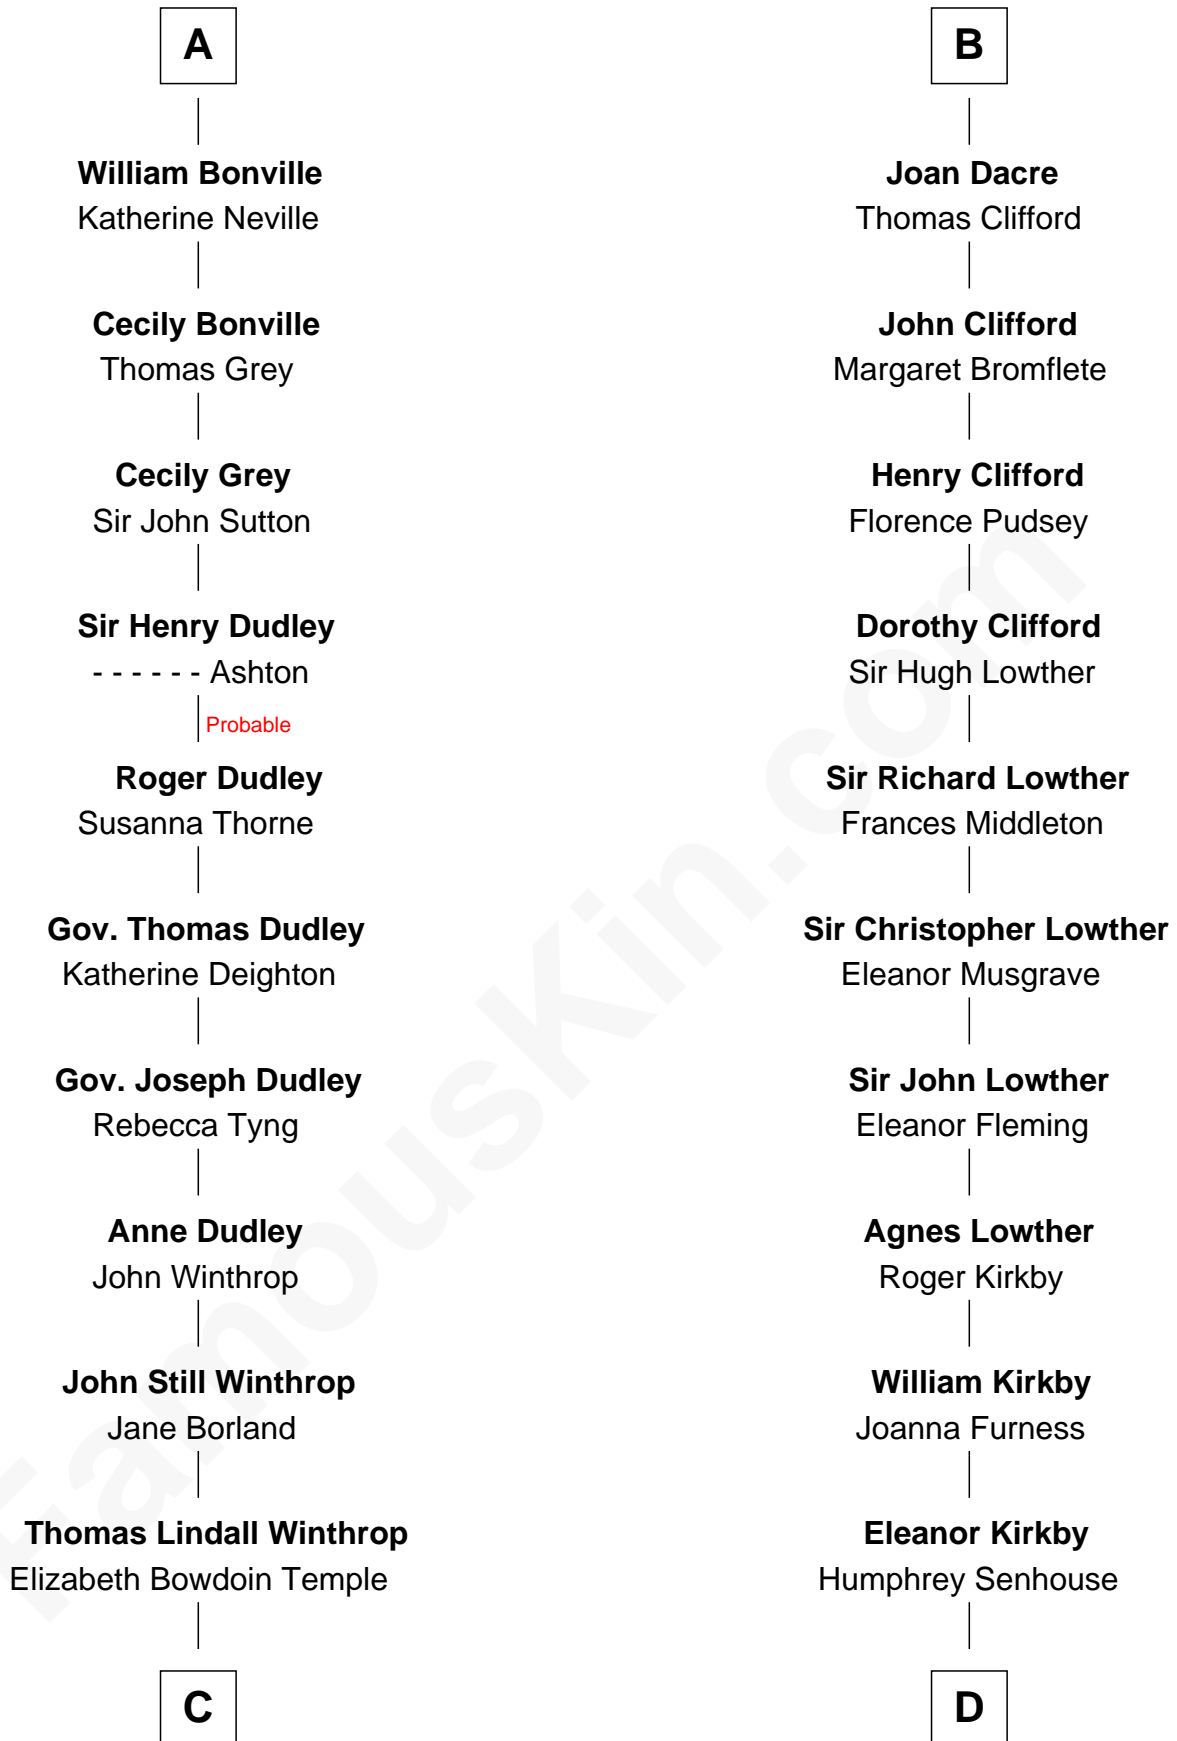 A
William Bonville
Katherine Neville
Cecily Bonville
Thomas Grey
Cecily Grey
Sir John Sutton
Sir Henry Dudley
- - - - - - Ashton
Probable
Roger Dudley
Susanna Thorne
Gov. Thomas Dudley
Katherine Deighton
Gov. Joseph Dudley
Rebecca Tyng
Anne Dudley
John Winthrop
John Still Winthrop
Jane Borland
Thomas Lindall Winthrop
Elizabeth Bowdoin Temple
C
B
Joan Dacre
Thomas Clifford
John Clifford
Margaret Bromflete
Henry Clifford
Florence Pudsey
Dorothy Clifford
Sir Hugh Lowther
Sir Richard Lowther
Frances Middleton
Sir Christopher Lowther
Eleanor Musgrave
Sir John Lowther
Eleanor Fleming
Agnes Lowther
Roger Kirkby
William Kirkby
Joanna Furness
Eleanor Kirkby
Humphrey Senhouse
D
FamousKin.com